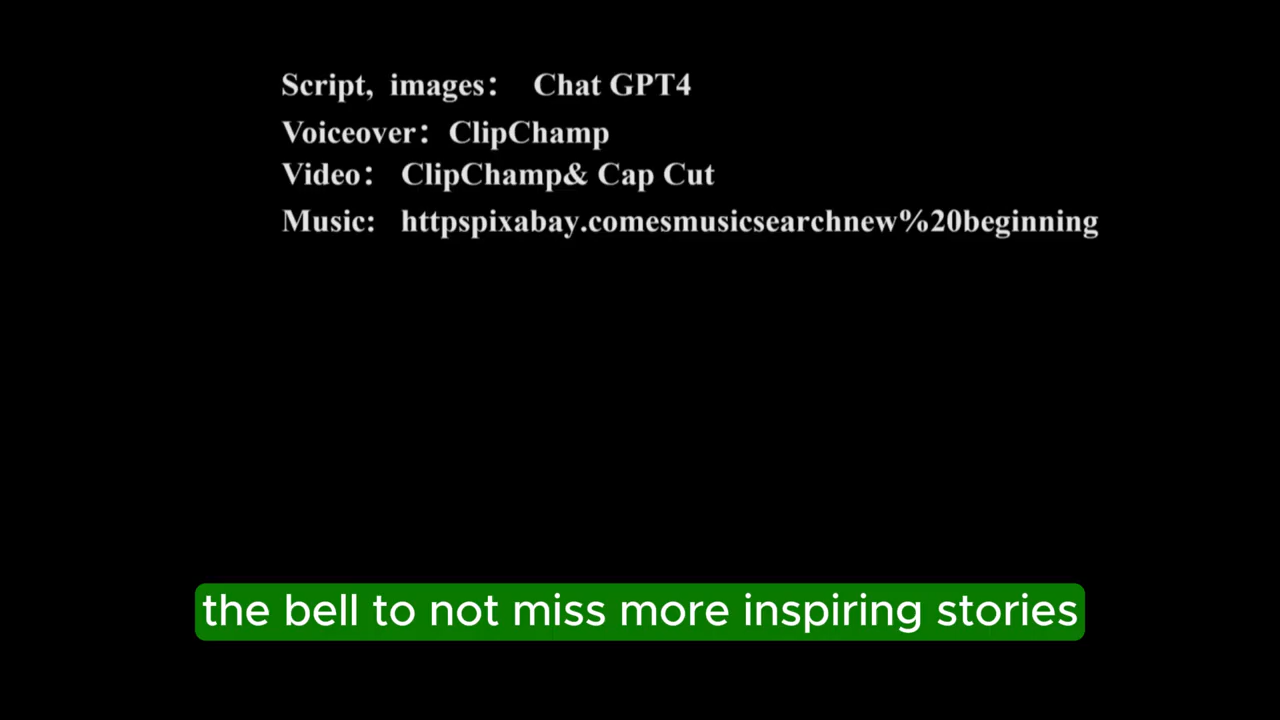 Script, images： Chat GPT4
Voiceover：ClipChamp
Video： ClipChamp& Cap Cut
Music: httpspixabay.comesmusicsearchnew%20beginning
the bell to not miss more inspiring stories